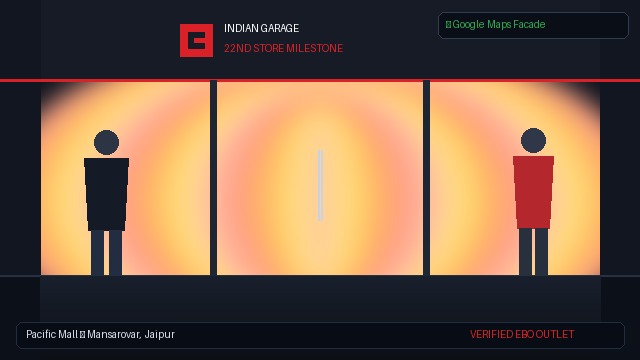 INDIAN GARAGE
22ND STORE MILESTONE
Google Maps Facade
Pacific Mall Mansarovar, Jaipur
VERIFIED EBO OUTLET